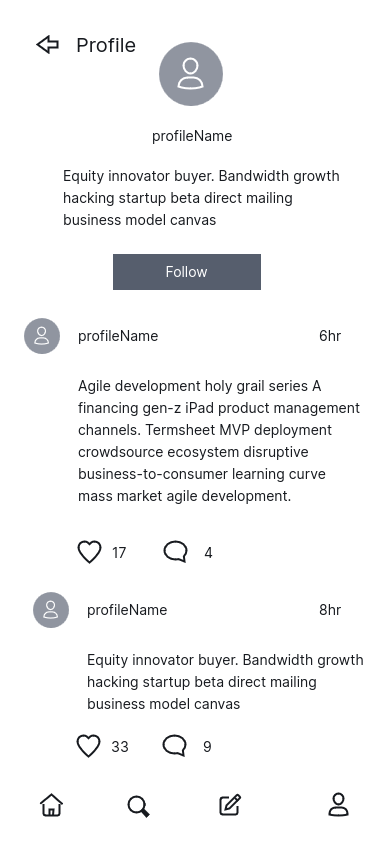 Profile
profileName
Equity innovator buyer. Bandwidth growth
hacking startup beta direct mailing
business model canvas
Follow
profileName 6hr
Agile development holy grail series A
financing gen-z iPad product management
channels. Termsheet MVP deployment
crowdsource ecosystem disruptive
business-to-consumer learning curve
mass market agile development.
17 4
profileName 8hr
Equity innovator buyer. Bandwidth growth
hacking startup beta direct mailing
business model canvas
33 9